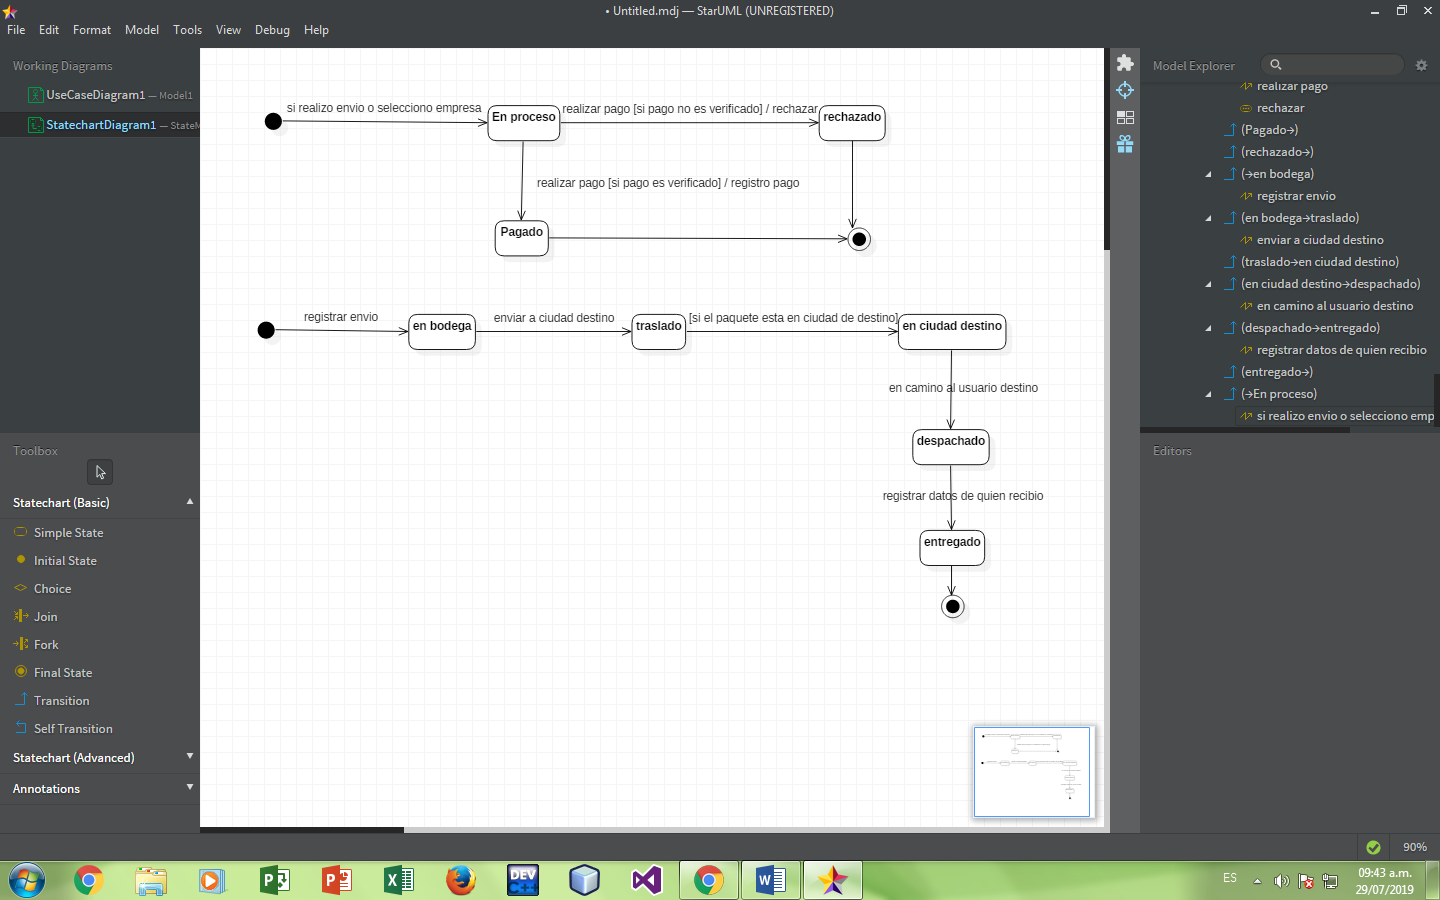 • Untitled.mdj — StarUML (UNREGISTERED)
File Edit Format Model Tools View Debug Help
Working Diagrams
UseCaseDiagram1 — Model1
StatechartDiagram1 — StateM
Toolbox
Statechart (Basic)
Simple State
Initial State
Choice
Join
Fork
Final State
Transition
Self Transition
Statechart (Advanced)
Annotations
si realizo envio o selecciono empresa
En proceso
realizar pago [si pago no es verificado] / rechazar
rechazado
realizar pago [si pago es verificado] / registro pago
Pagado
registrar envio
en bodega
enviar a ciudad destino
traslado
[si el paquete esta en ciudad de destino]
en ciudad destino
en camino al usuario destino
despachado
registrar datos de quien recibio
entregado
Model Explorer
realizar pago
rechazar
(Pagado→)
(rechazado→)
(→en bodega)
registrar envio
(en bodega→traslado)
enviar a ciudad destino
(traslado→en ciudad destino)
(en ciudad destino→despachado)
en camino al usuario destino
(despachado→entregado)
registrar datos de quien recibio
(entregado→)
(→En proceso)
si realizo envio o selecciono emp
Editors
90%
DEV
C++
ES
09:43 a.m.
29/07/2019